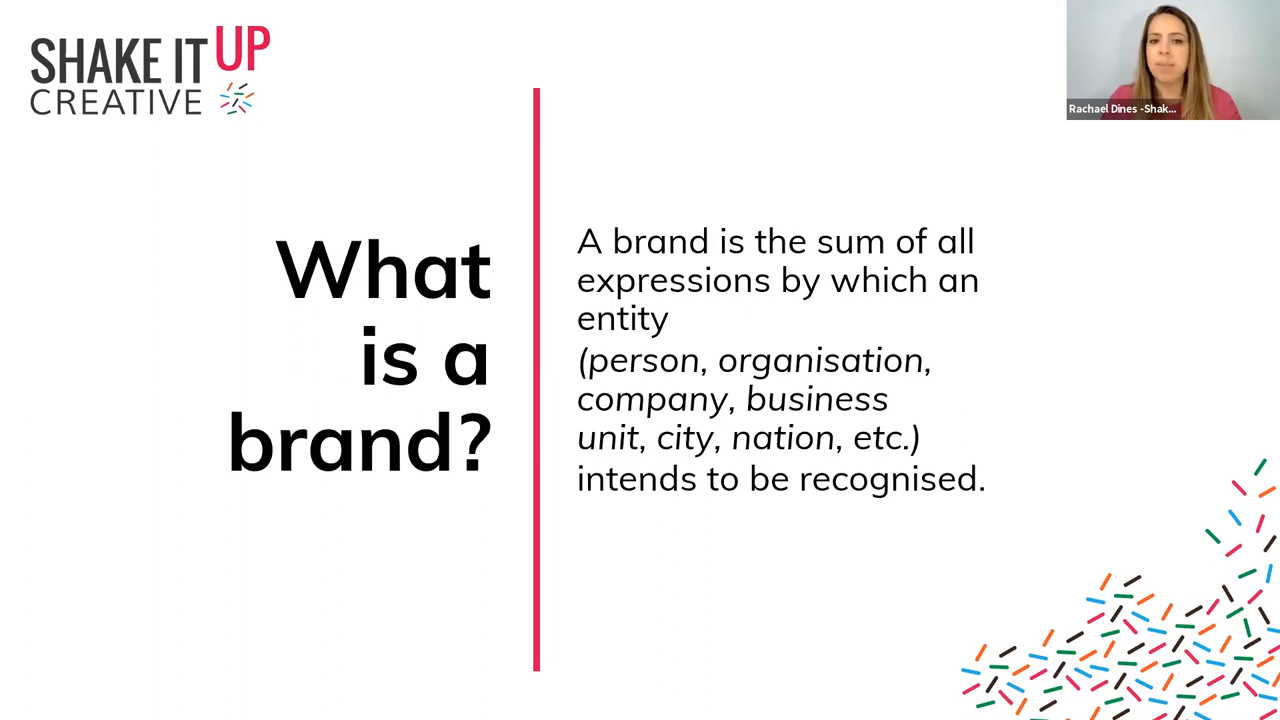 SHAKE IT UP
CREATIVE
Rachael Dines -Shak...
What
is a
brand?
A brand is the sum of all
expressions by which an
entity
(person, organisation,
company, business
unit, city, nation, etc.)
intends to be recognised.